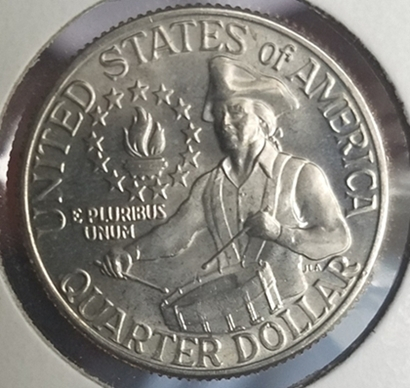 UNITED STATES of AMERICA
E PLURIBUS
UNUM
JLA
QUARTER DOLLAR